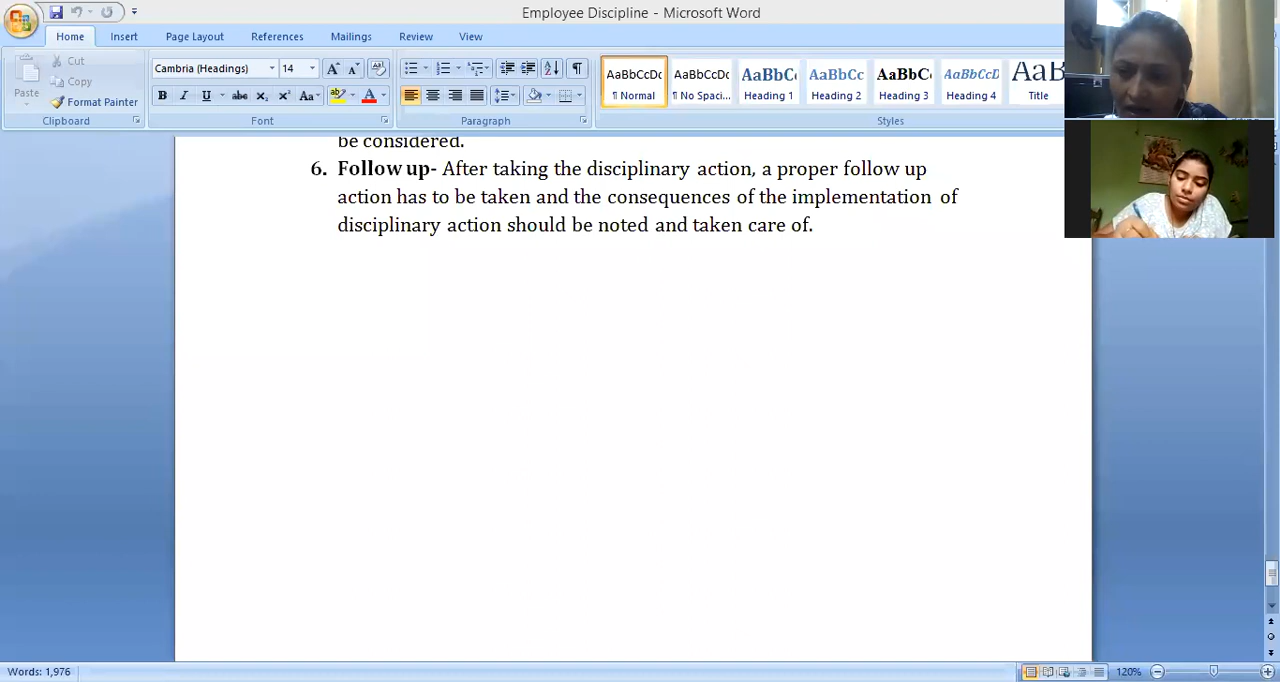 Employee Discipline - Microsoft Word
Home Insert Page Layout References Mailings Review View
Paste
Cut
Copy
Format Painter
Clipboard
Cambria (Headings) 14
Font
Paragraph
AaBbCcDc AaBbCcDc AaBbC AaBbCc AaBbC AaBbCcD AaB
¶ Normal ¶ No Spaci... Heading 1 Heading 2 Heading 3 Heading 4 Title
Styles
be considered.
6. Follow up- After taking the disciplinary action, a proper follow up
action has to be taken and the consequences of the implementation of
disciplinary action should be noted and taken care of.
Words: 1,976 120%